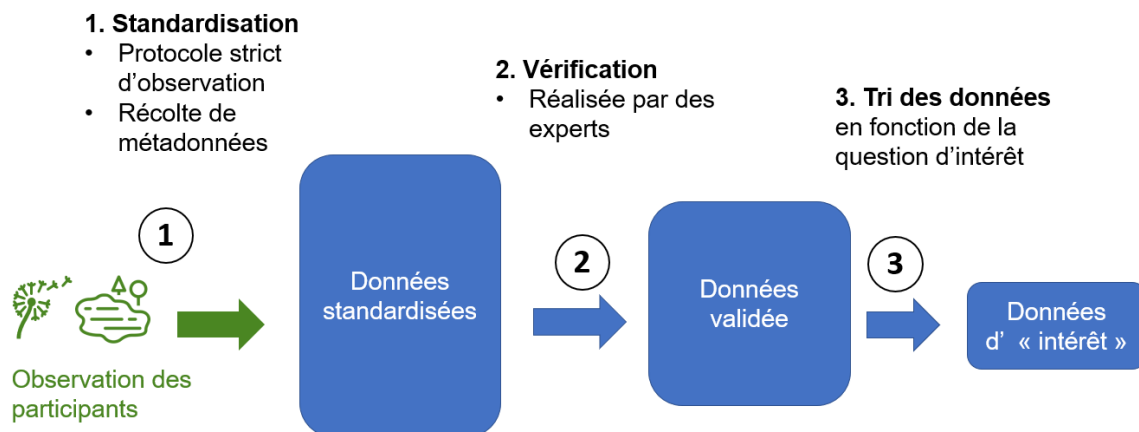 1. Standardisation
• Protocole strict
d’observation
• Récolte de
métadonnées
2. Vérification
• Réalisée par des
experts
3. Tri des données
en fonction de la
question d’intérêt
1
2
3
Données
standardisées
Données
validée
Données
d’ « intérêt »
Observation des
participants